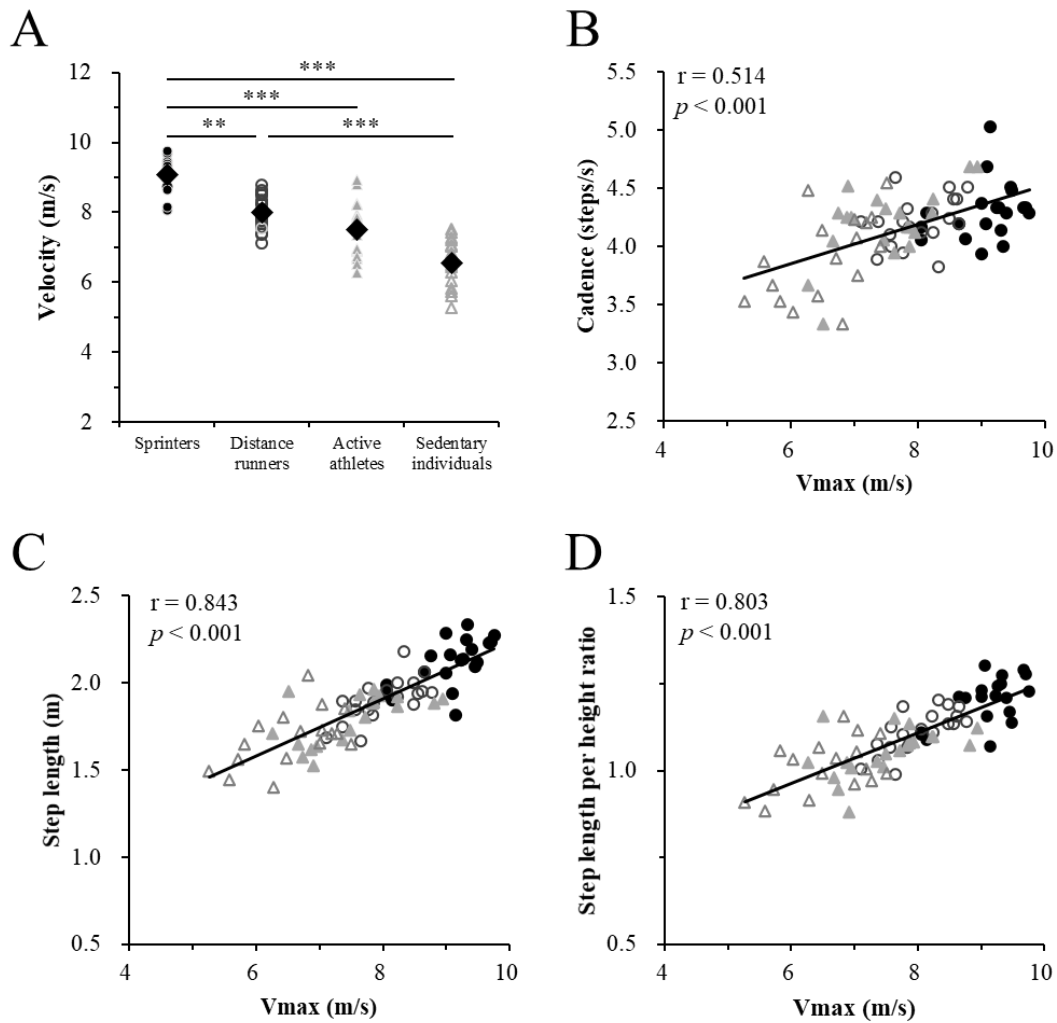 A
***
***
**
***
12
10
8
6
4
2
Velocity (m/s)
Sprinters
Distance
runners
Active
athletes
Sedentary
individuals
B
r = 0.514
p < 0.001
5.5
5.0
4.5
4.0
3.5
3.0
2.5
Cadence (steps/s)
4
6
8
10
Vmax (m/s)
C
r = 0.843
p < 0.001
2.5
2.0
1.5
1.0
0.5
Step length (m)
4
6
8
10
Vmax (m/s)
D
r = 0.803
p < 0.001
1.5
1.0
0.5
Step length per height ratio
4
6
8
10
Vmax (m/s)